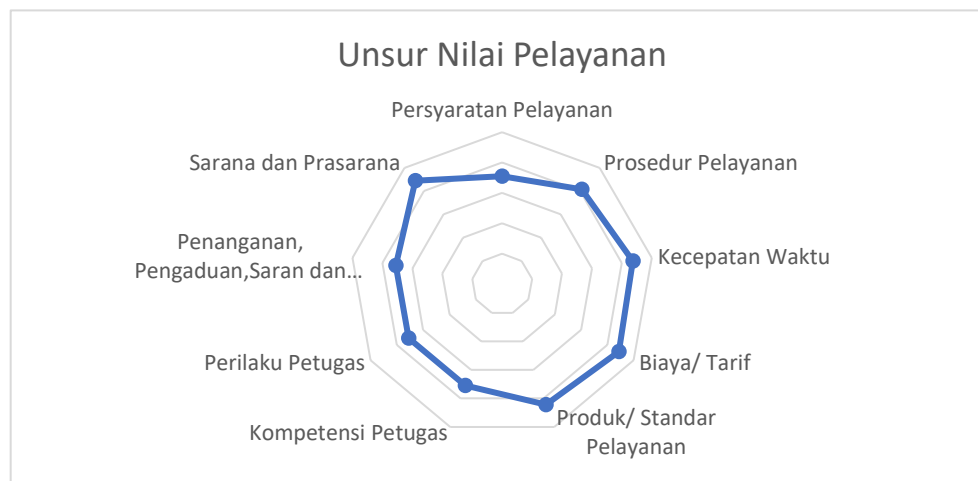 Unsur Nilai Pelayanan
Persyaratan Pelayanan
Prosedur Pelayanan
Kecepatan Waktu
Biaya/ Tarif
Produk/ Standar
Pelayanan
Kompetensi Petugas
Perilaku Petugas
Penanganan,
Pengaduan,Saran dan…
Sarana dan Prasarana